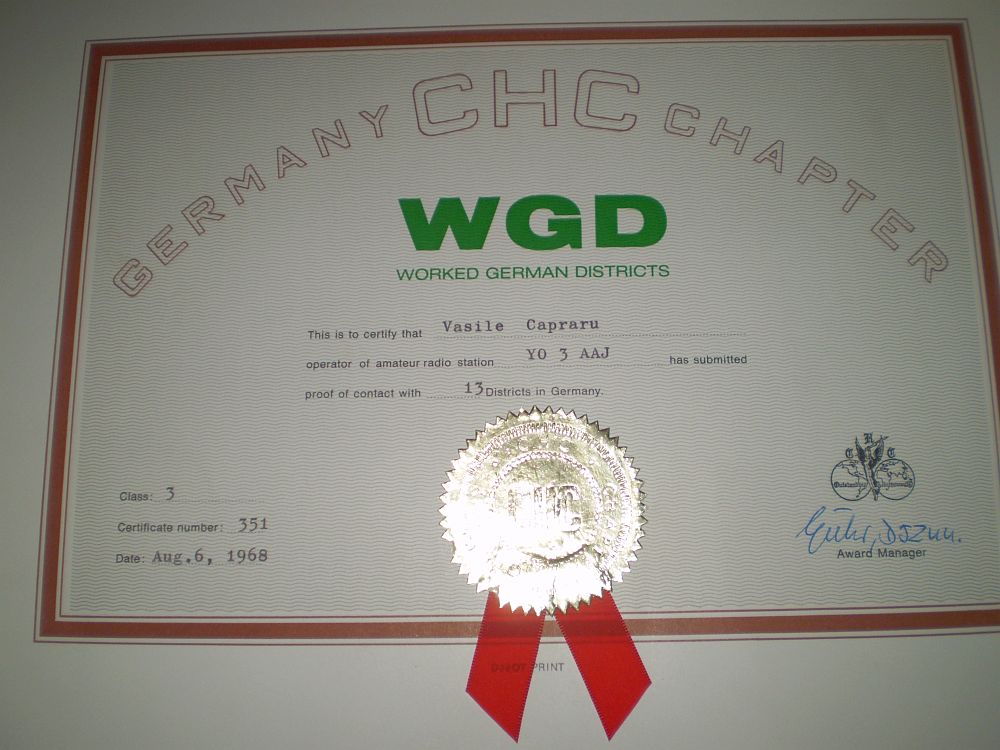 GERMANY CHC CHAPTER
WGD
WORKED GERMAN DISTRICTS
This is to certify that Vasile Capraru
operator of amateur radio station YO 3 AAJ has submitted
proof of contact with 13 Districts in Germany.
Class: 3
Certificate number: 351
Date: Aug. 6, 1968
CHC
Award Manager
PRINT